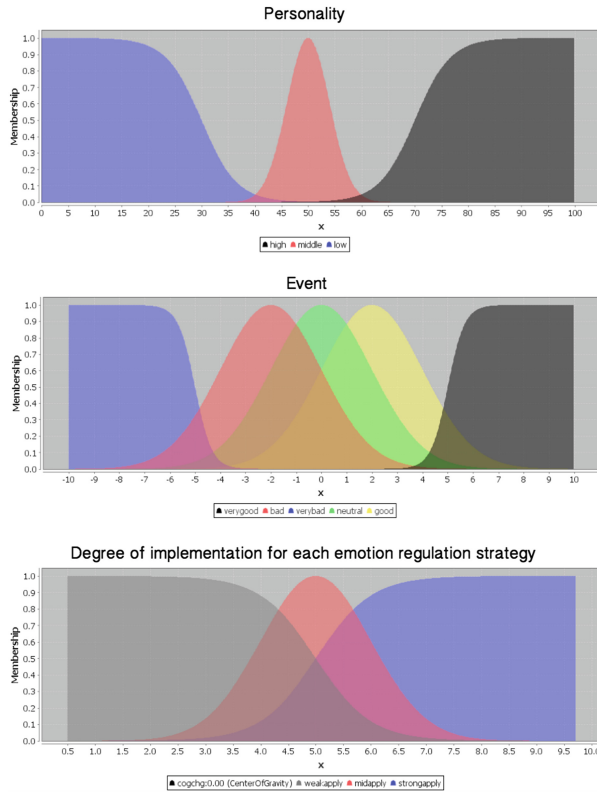 Personality
1.0
0.9
0.8
0.7
0.6
0.5
0.4
0.3
0.2
0.1
0.0
Membership
0 5 10 15 20 25 30 35 40 45 50 55 60 65 70 75 80 85 90 95 100
x
high middle low
Event
1.0
0.9
0.8
0.7
0.6
0.5
0.4
0.3
0.2
0.1
0.0
Membership
-10 -9 -8 -7 -6 -5 -4 -3 -2 -1 0 1 2 3 4 5 6 7 8 9 10
x
verygood bad verybad neutral good
Degree of implementation for each emotion regulation strategy
1.0
0.9
0.8
0.7
0.6
0.5
0.4
0.3
0.2
0.1
0.0
Membership
0.5 1.0 1.5 2.0 2.5 3.0 3.5 4.0 4.5 5.0 5.5 6.0 6.5 7.0 7.5 8.0 8.5 9.0 9.5 10.0
x
cogchg:0.00 (CenterOfGravity) weakapply midapply strongapply